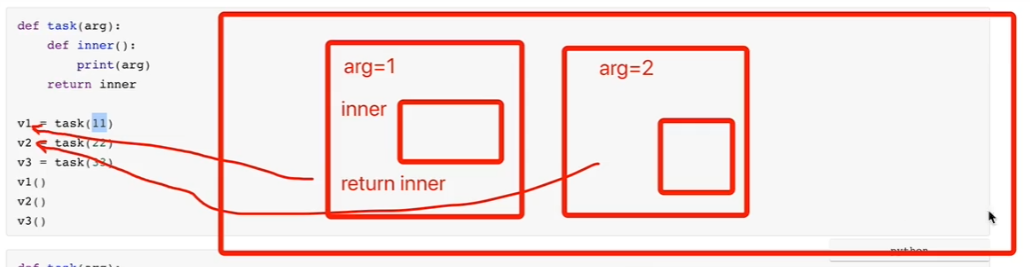 def task(arg):
    def inner():
        print(arg)
    return inner
v1 = task(11)
v2 = task(22)
v3 = task(33)
v1()
v2()
v3()
arg=1
inner
return inner
arg=2
python
def task(arg):